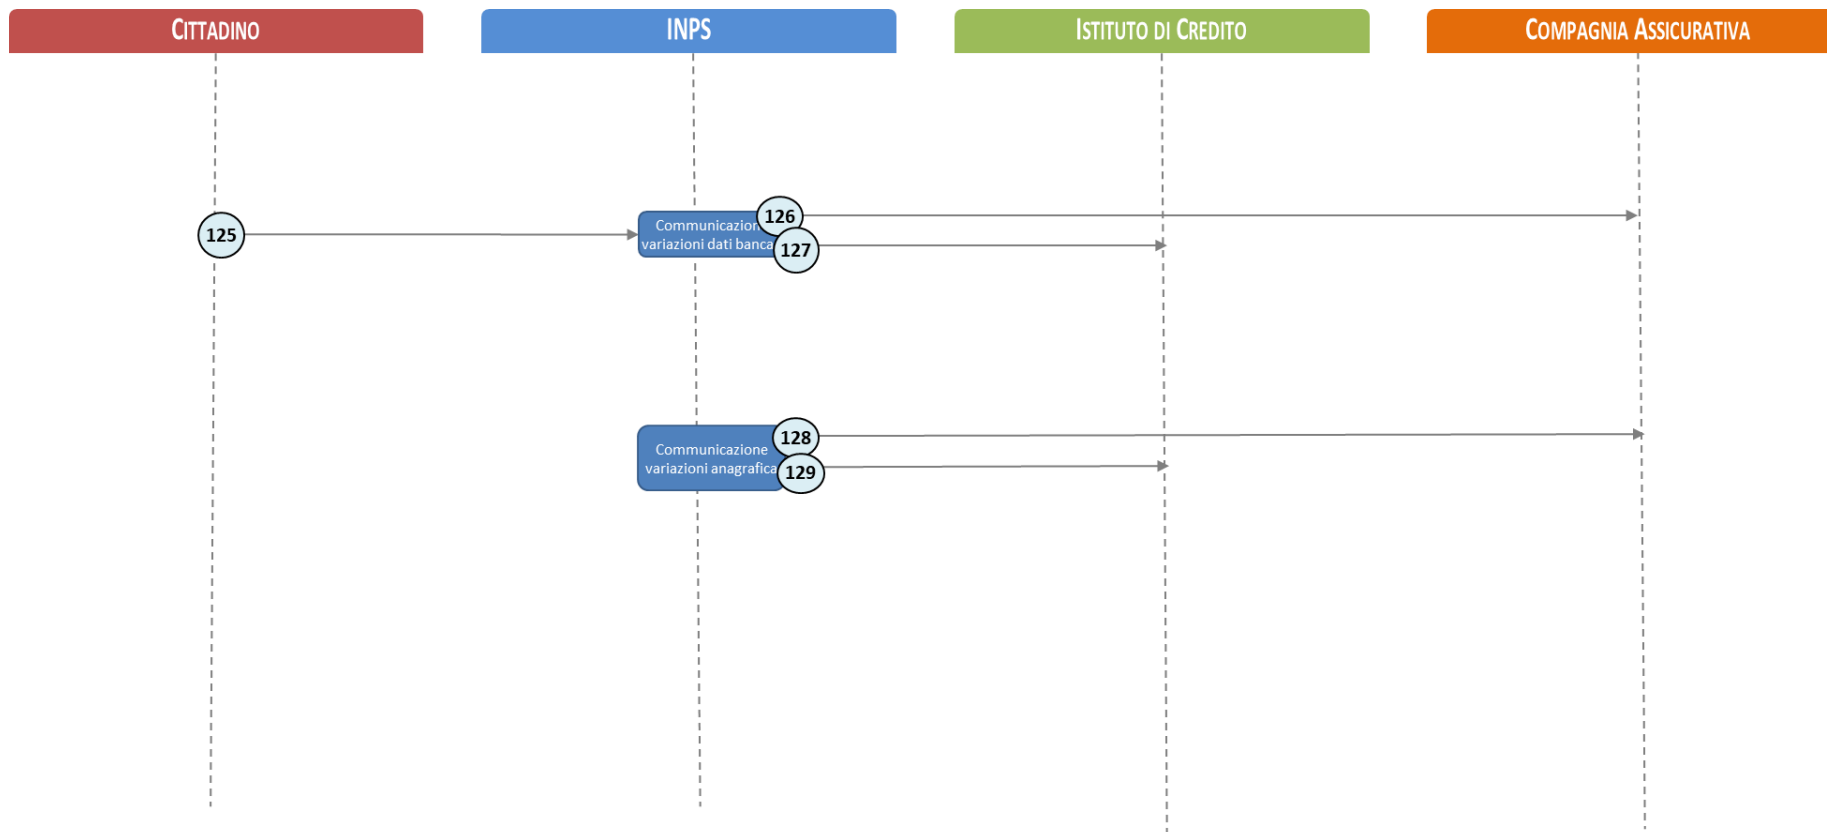 CITTADINO
INPS
ISTITUTO DI CREDITO
COMPAGNIA ASSICURATIVA
125
Communicazion
variazioni dati banca
126
127
Communicazione
variazioni anagrafica
128
129